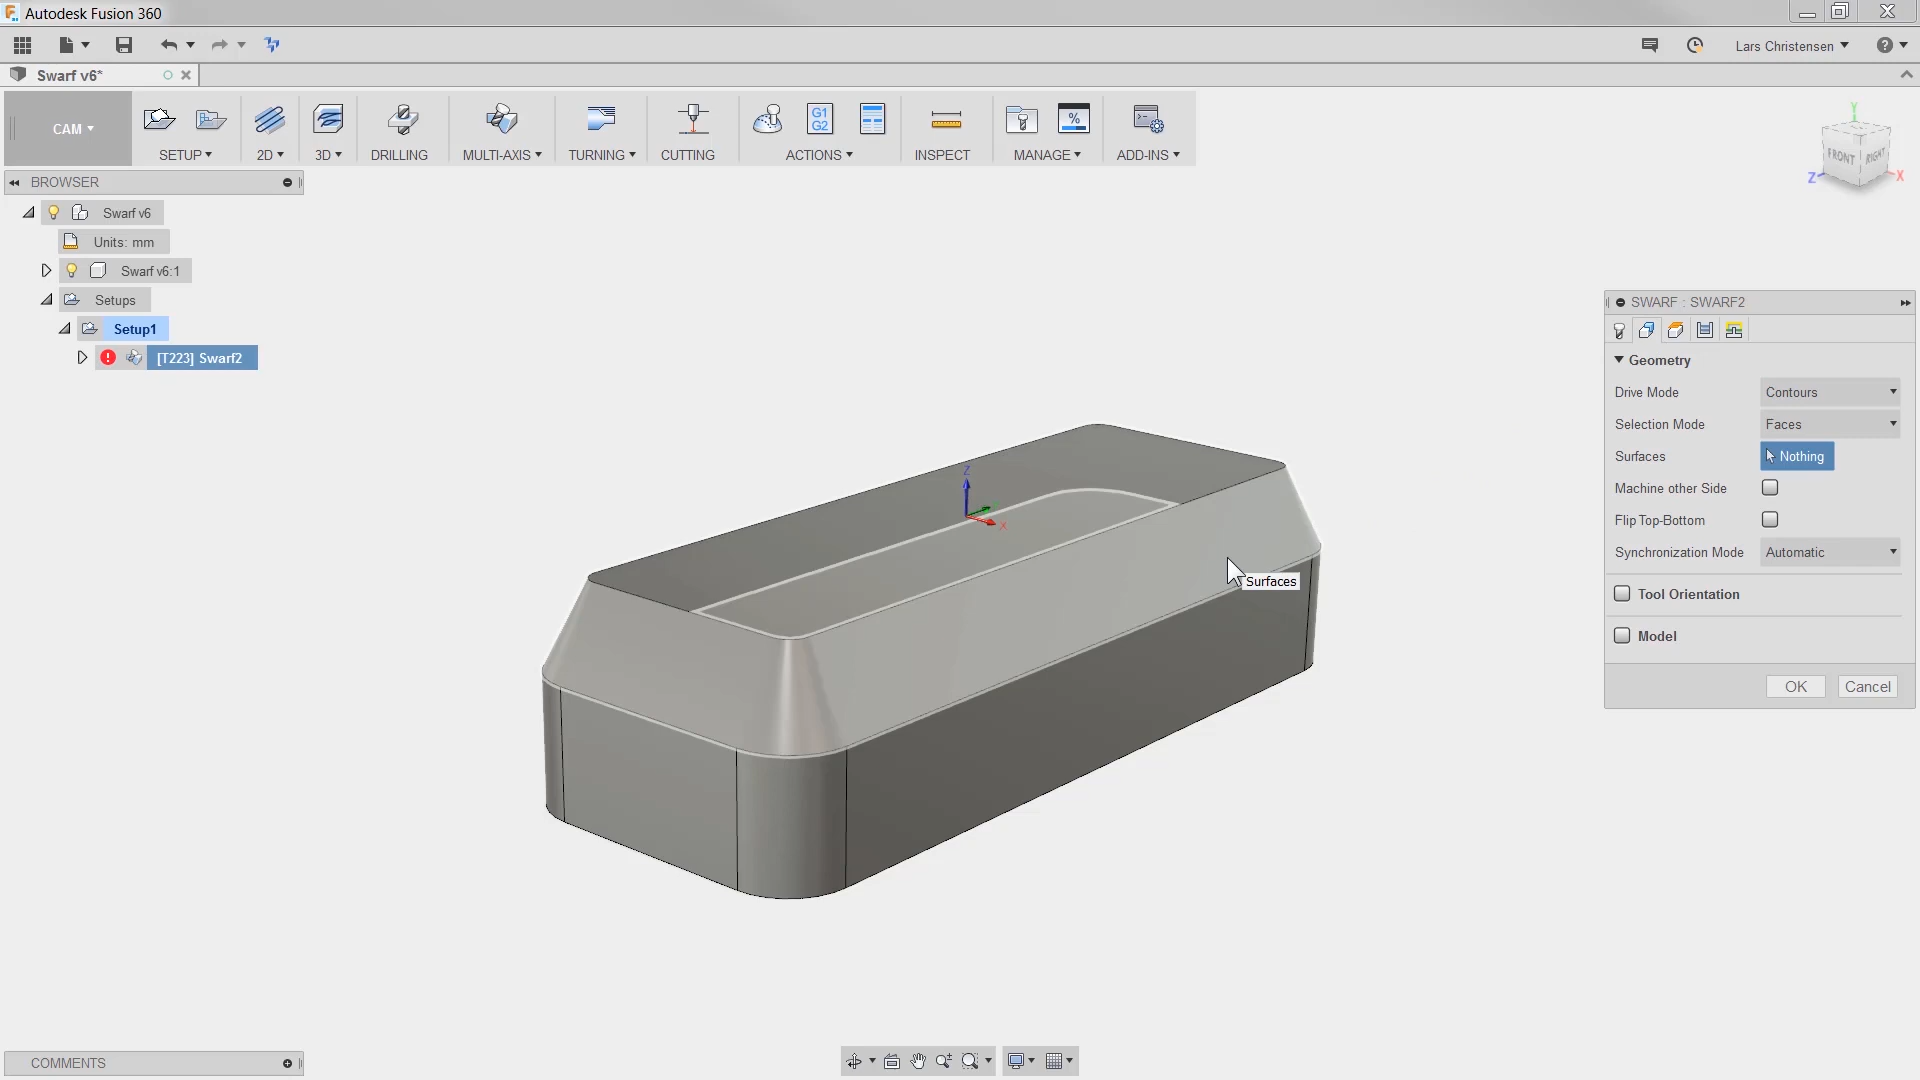 Autodesk Fusion 360
Lars Christensen
Swarf v6*
CAM
SETUP
2D
3D
DRILLING
MULTI-AXIS
TURNING
CUTTING
G1
G2
ACTIONS
INSPECT
%
MANAGE
ADD-INS
Y
FRONT
RIGHT
Z
X
BROWSER
Swarf v6
Units: mm
Swarf v6:1
Setups
Setup1
[T223] Swarf2
Z
X
Surfaces
SWARF : SWARF2
Geometry
Drive Mode
Contours
Selection Mode
Faces
Surfaces
Nothing
Machine other Side
Flip Top-Bottom
Synchronization Mode
Automatic
Tool Orientation
Model
OK
Cancel
COMMENTS